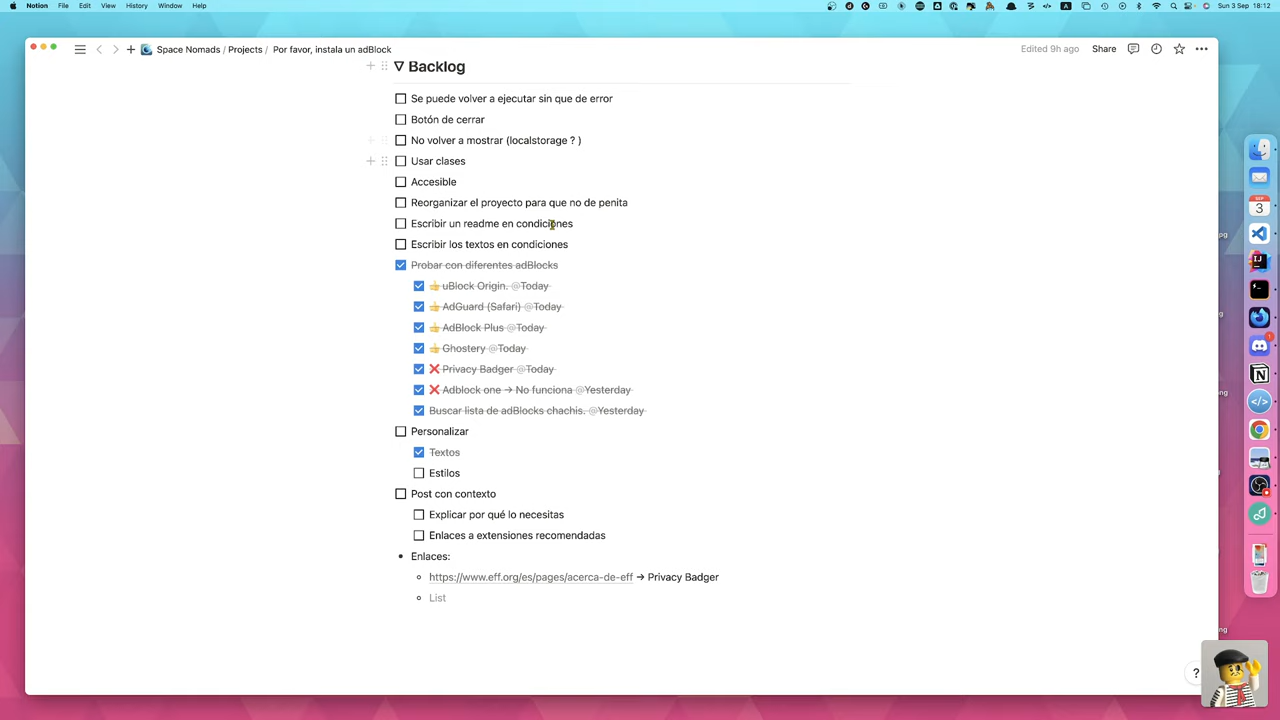 Notion File Edit View History Window Help
Sun 3 Sep 18:12
Space Nomads / Projects / Por favor, instala un adBlock
Edited 9h ago Share
Backlog
Se puede volver a ejecutar sin que de error
Botón de cerrar
No volver a mostrar (localstorage ? )
Usar clases
Accesible
Reorganizar el proyecto para que no de penita
Escribir un readme en condiciones
Escribir los textos en condiciones
Probar con diferentes adBlocks
👍 uBlock Origin. @Today
👍 AdGuard (Safari) @Today
👍 AdBlock Plus @Today
👍 Ghostery @Today
❌ Privacy Badger @Today
❌ Adblock one → No funciona @Yesterday
Buscar lista de adBlocks chachis. @Yesterday
Personalizar
Textos
Estilos
Post con contexto
Explicar por qué lo necesitas
Enlaces a extensiones recomendadas
Enlaces:
https://www.eff.org/es/pages/acerca-de-eff → Privacy Badger
List
?
SEP
3